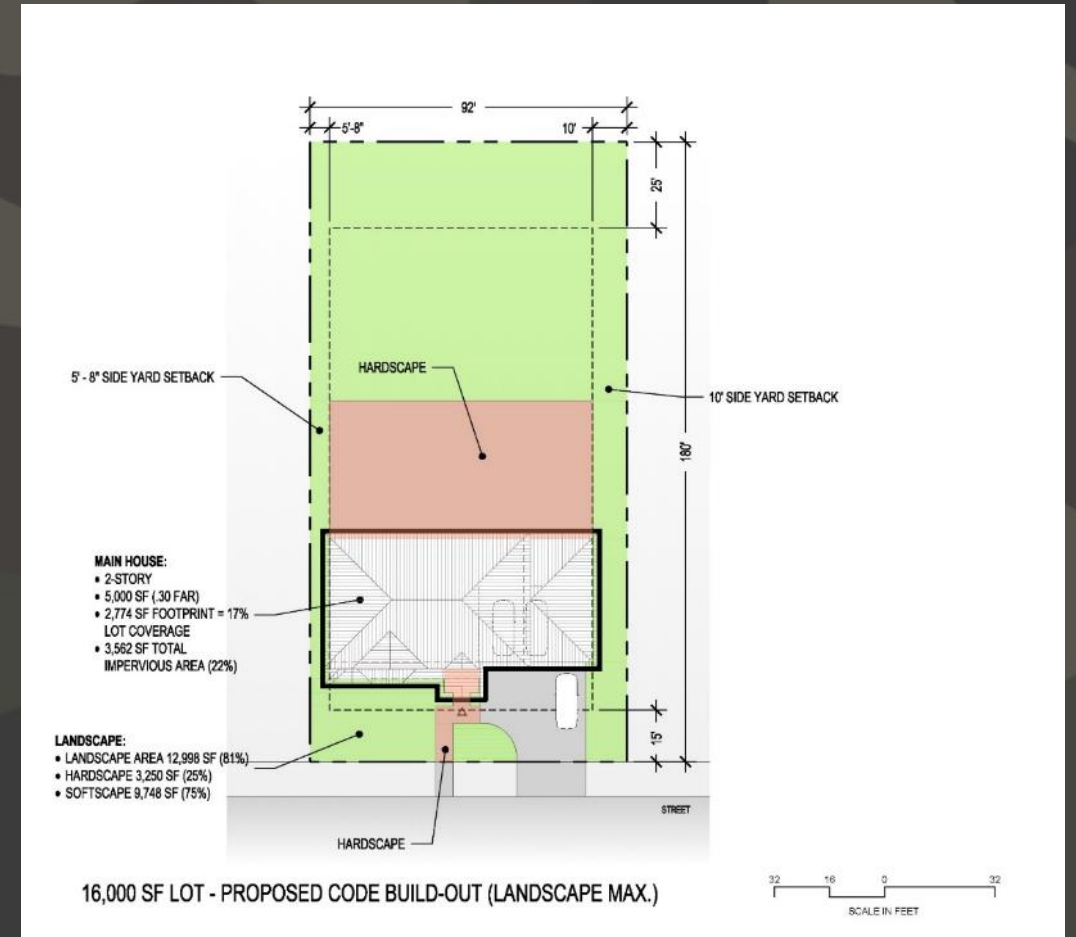 92'
5'-8"
10'
25'
180'
HARDSCAPE
5' - 8" SIDE YARD SETBACK
10' SIDE YARD SETBACK
MAIN HOUSE:
• 2-STORY
• 5,000 SF (.30 FAR)
• 2,774 SF FOOTPRINT = 17%
LOT COVERAGE
• 3,562 SF TOTAL
IMPERVIOUS AREA (22%)
15'
LANDSCAPE:
• LANDSCAPE AREA 12,998 SF (81%)
• HARDSCAPE 3,250 SF (25%)
• SOFTSCAPE 9,748 SF (75%)
STREET
HARDSCAPE
16,000 SF LOT - PROPOSED CODE BUILD-OUT (LANDSCAPE MAX.)
32 16 0 32
SCALE IN FEET